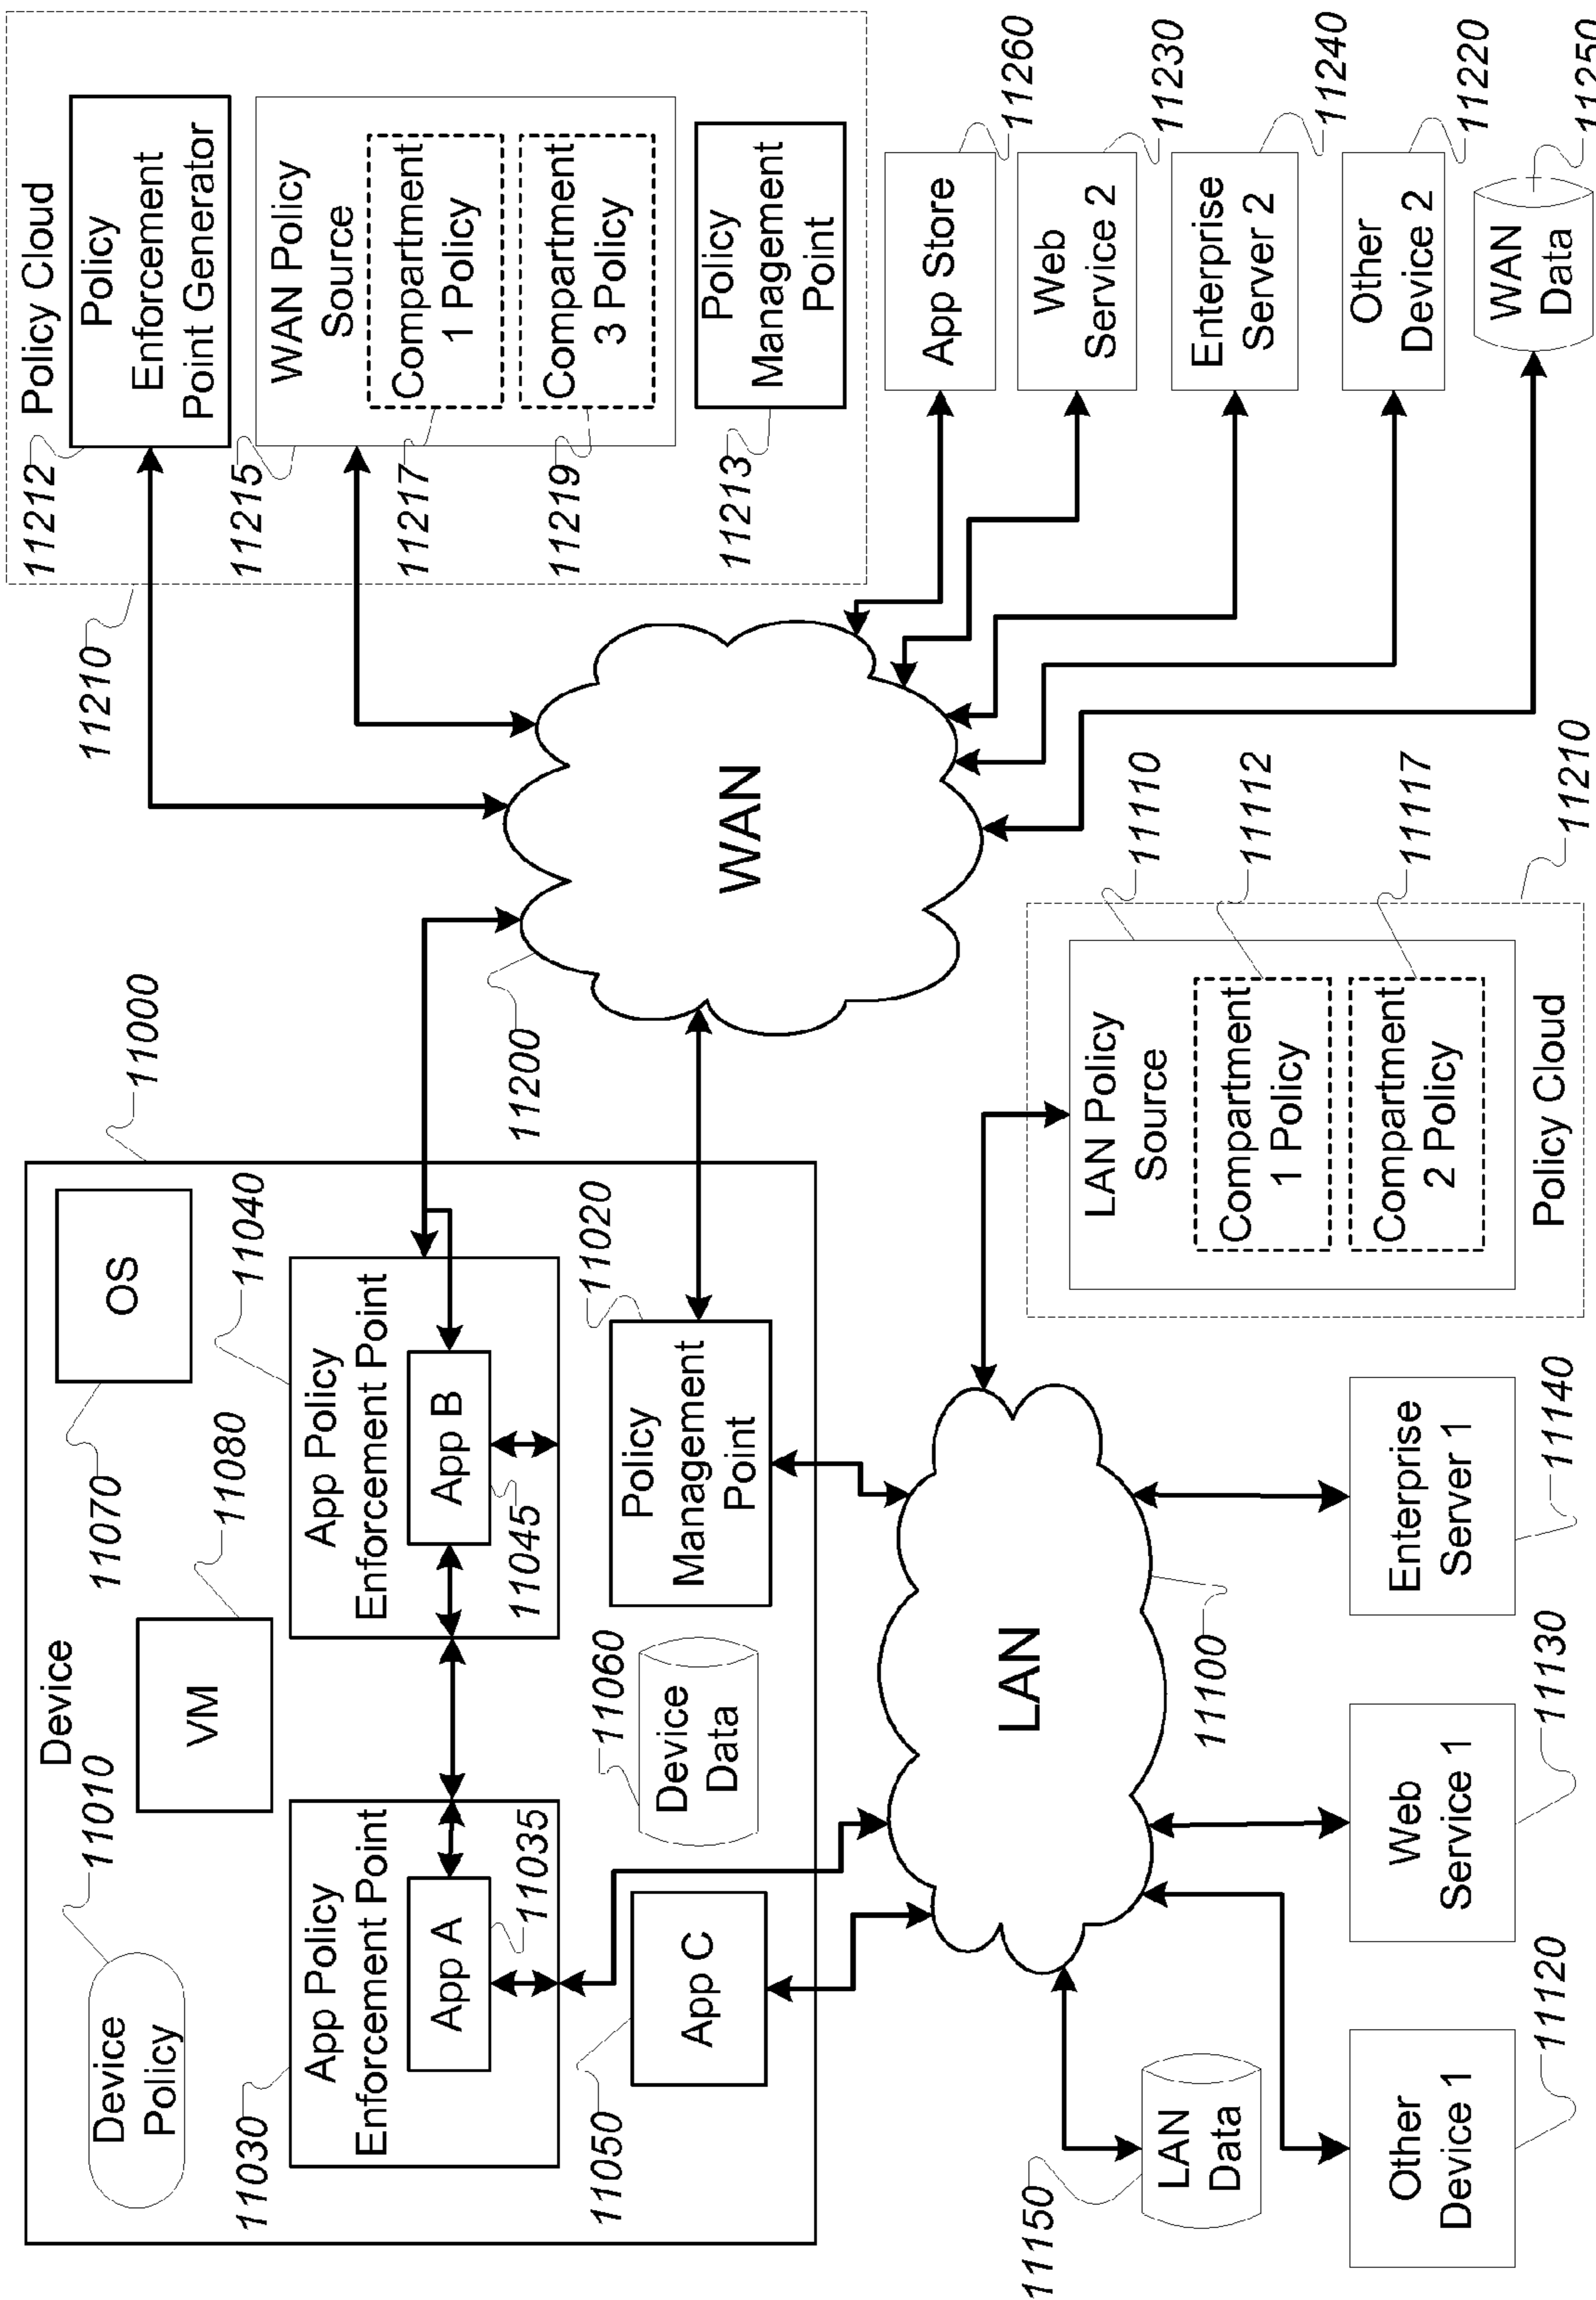 Device
11000
Device
Policy
11010
VM
11080
OS
11070
App Policy
Enforcement Point
11030
App A
11035
App Policy
Enforcement Point
11040
App B
11045
App C
11050
Device
Data
11060
Policy
Management
Point
11020
WAN
11200
Policy Cloud
11210
Policy
Enforcement
Point Generator
11212
WAN Policy
Source
11215
Compartment
1 Policy
11217
Compartment
3 Policy
11219
Policy
Management
Point
11213
App Store
11260
Web
Service 2
11230
Enterprise
Server 2
11240
Other
Device 2
11220
WAN
Data
11250
LAN
11100
LAN Policy
Source
11110
Compartment
1 Policy
11112
Compartment
2 Policy
11117
Policy Cloud
11210
LAN
Data
11150
Other
Device 1
11120
Web
Service 1
11130
Enterprise
Server 1
11140